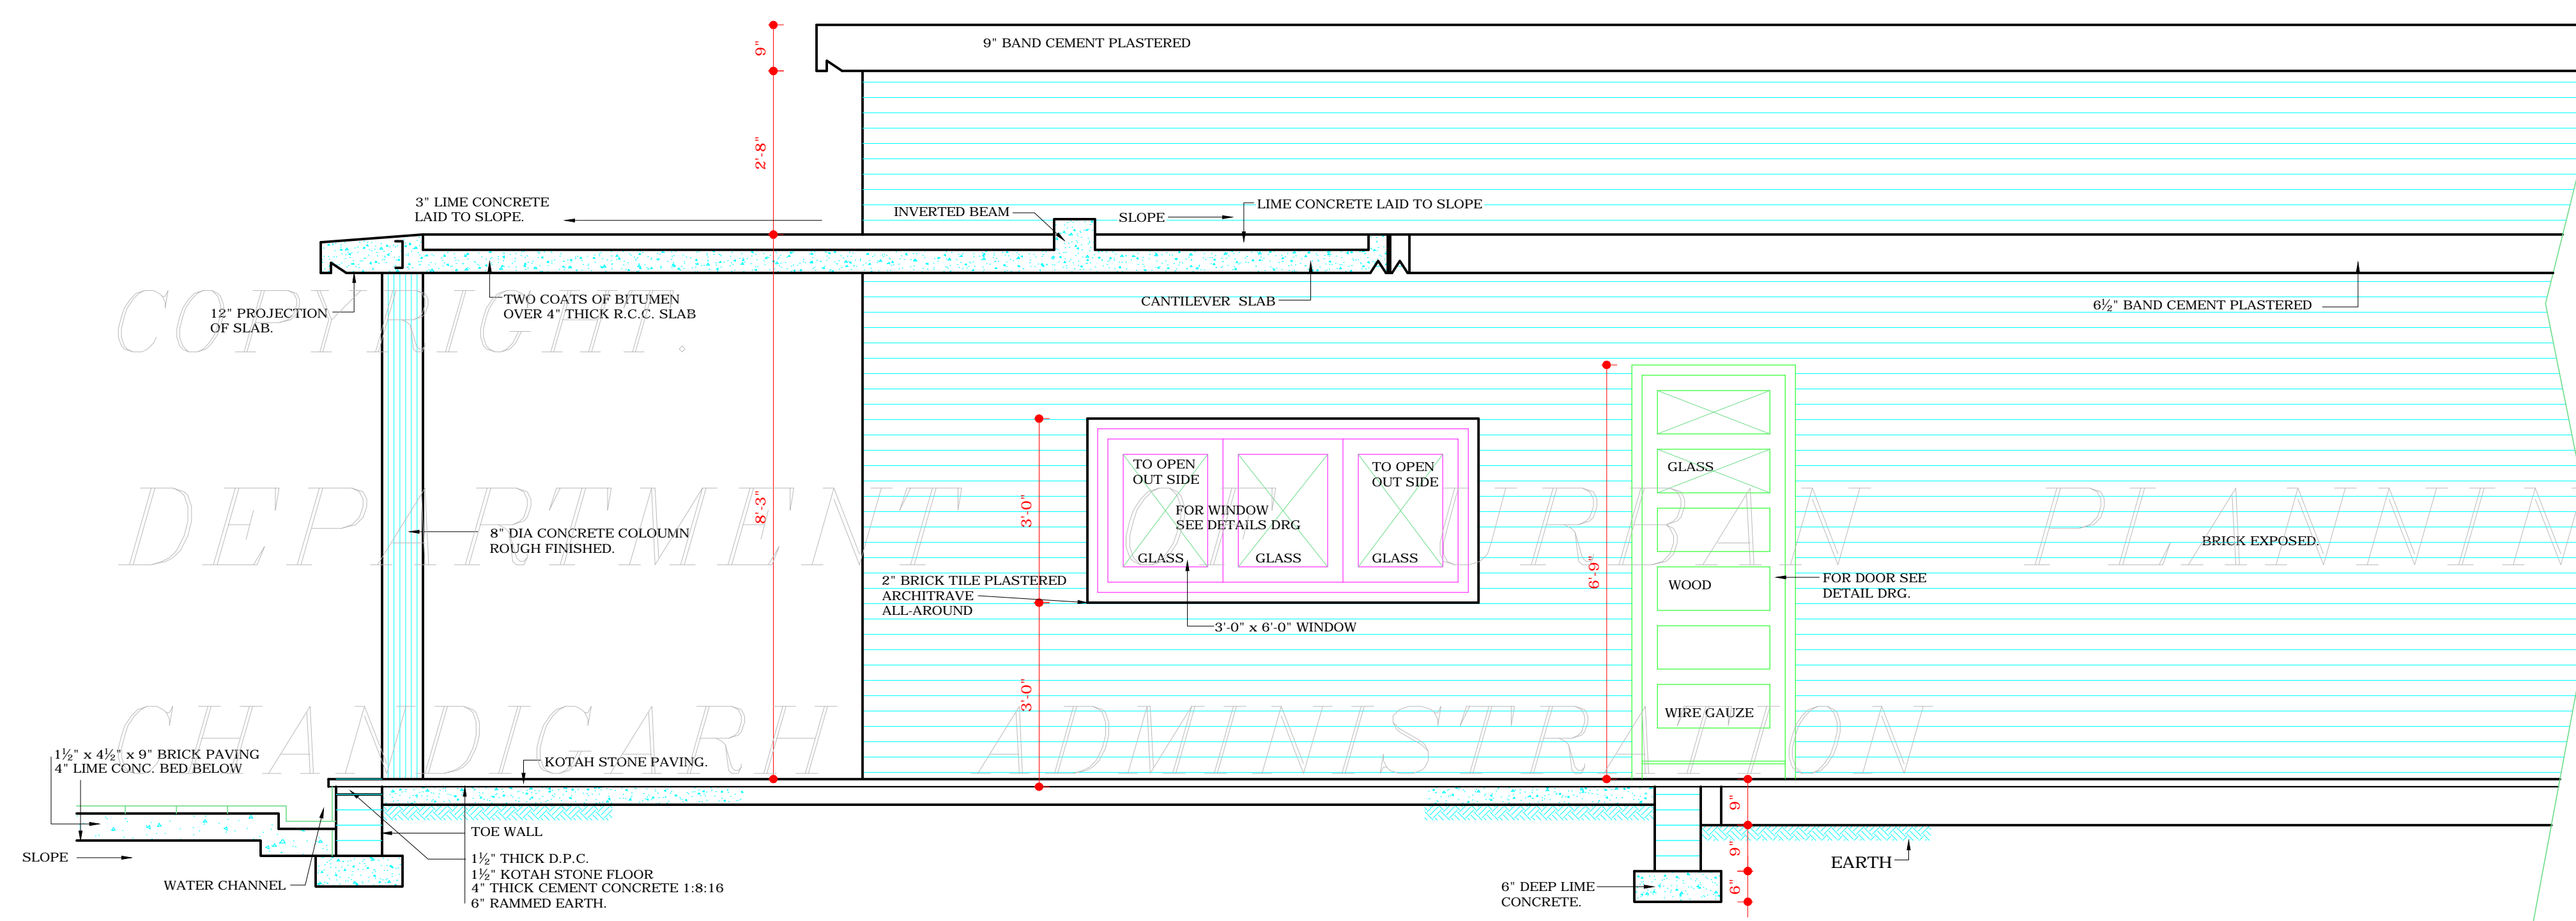 9" BAND CEMENT PLASTERED
9"
2'-8"
3" LIME CONCRETE
LAID TO SLOPE.
INVERTED BEAM
SLOPE
LIME CONCRETE LAID TO SLOPE
12" PROJECTION
OF SLAB.
TWO COATS OF BITUMEN
OVER 4" THICK R.C.C. SLAB
CANTILEVER SLAB
6½" BAND CEMENT PLASTERED
COPYRIGHT.
8'-3"
3'-0"
TO OPEN
OUT SIDE
TO OPEN
OUT SIDE
FOR WINDOW
SEE DETAILS DRG
GLASS
GLASS
GLASS
GLASS
WOOD
WIRE GAUZE
6'-9"
FOR DOOR SEE
DETAIL DRG.
BRICK EXPOSED.
DEPARTMENT OF URBAN PLANNIN
8" DIA CONCRETE COLOUMN
ROUGH FINISHED.
2" BRICK TILE PLASTERED
ARCHITRAVE
ALL-AROUND
3'-0" x 6'-0" WINDOW
3'-0"
CHANDIGARH ADMINISTRATION
1½" x 4½" x 9" BRICK PAVING
4" LIME CONC. BED BELOW
KOTAH STONE PAVING.
SLOPE
WATER CHANNEL
TOE WALL
1½" THICK D.P.C.
1½" KOTAH STONE FLOOR
4" THICK CEMENT CONCRETE 1:8:16
6" RAMMED EARTH.
6" DEEP LIME
CONCRETE.
9"
9"
6"
EARTH